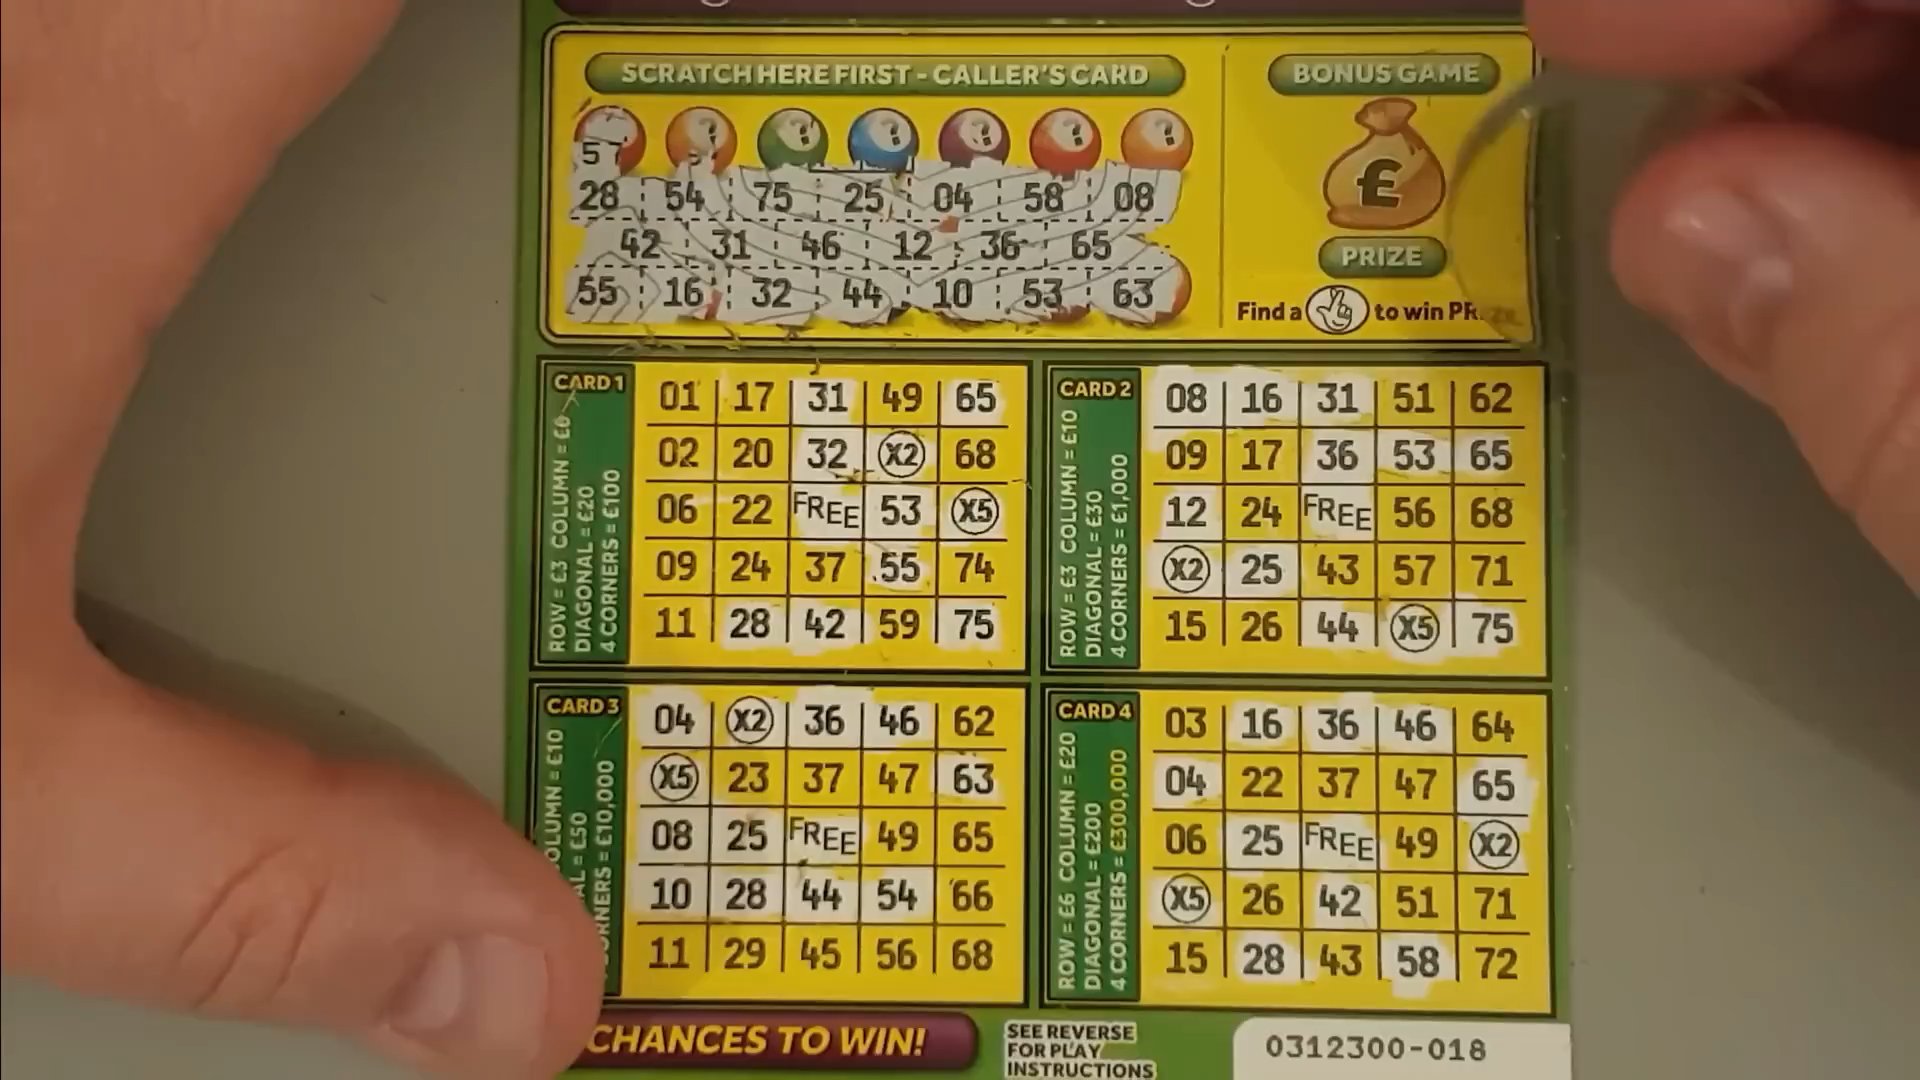 SCRATCH HERE FIRST - CALLER'S CARD
? ? ? ? ? ?
57
28 54 75 25 04 58 08
42 31 46 12 36 65
55 16 32 44 10 53 63
BONUS GAME
£
PRIZE
Find a to win
CARD 1
ROW = £3 COLUMN = £6
DIAGONAL = £20
4 CORNERS = £100
01 17 31 49 65
02 20 32 X2 68
06 22 FREE 53 X5
09 24 37 55 74
11 28 42 59 75
CARD 2
ROW = £3 COLUMN = £10
DIAGONAL = £30
4 CORNERS = £1,000
08 16 31 51 62
09 17 36 53 65
12 24 FREE 56 68
X2 25 43 57 71
15 26 44 X5 75
CARD 3
= £10
= £50
= £10,000
04 X2 36 46 62
X5 23 37 47 63
08 25 FREE 49 65
10 28 44 54 66
11 29 45 56 68
CARD 4
ROW = £6 COLUMN = £20
DIAGONAL = £200
4 CORNERS = £300,000
03 16 36 46 64
04 22 37 47 65
06 25 FREE 49 X2
X5 26 42 51 71
15 28 43 58 72
CHANCES TO WIN!
SEE REVERSE
FOR PLAY
INSTRUCTIONS
0312300-018